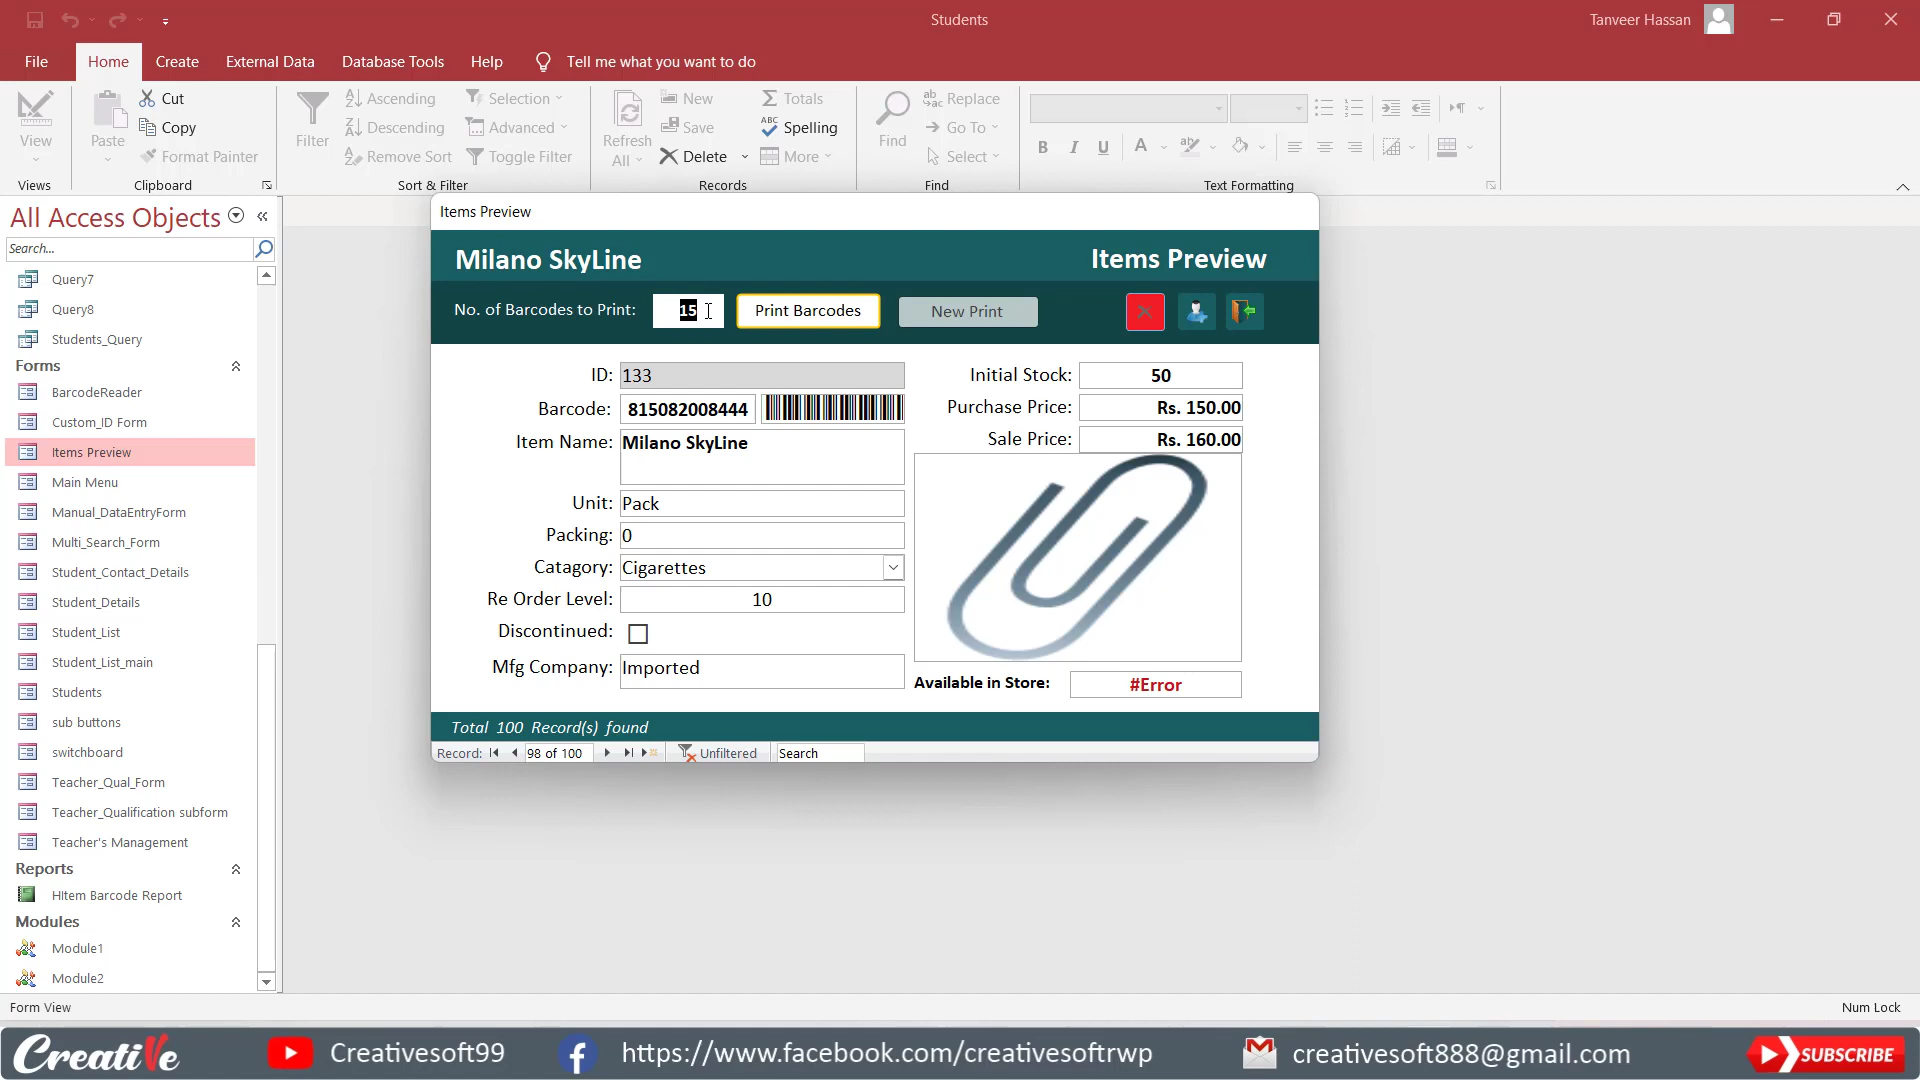 Students
Tanveer Hassan
File
Home
Create
External Data
Database Tools
Help
Tell me what you want to do
View
Views
Paste
Cut
Copy
Format Painter
Clipboard
Filter
Ascending
Descending
Remove Sort
Selection
Advanced
Toggle Filter
Sort & Filter
Refresh
All
New
Save
Delete
Totals
Spelling
More
Records
Find
Replace
Go To
Select
Find
B I U A
Text Formatting
All Access Objects
Search...
Query7
Query8
Students_Query
Forms
BarcodeReader
Custom_ID Form
Items Preview
Main Menu
Manual_DataEntryForm
Multi_Search_Form
Student_Contact_Details
Student_Details
Student_List
Student_List_main
Students
sub buttons
switchboard
Teacher_Qual_Form
Teacher_Qualification subform
Teacher's Management
Reports
HItem Barcode Report
Modules
Module1
Module2
Items Preview
Milano SkyLine
Items Preview
No. of Barcodes to Print: 15
Print Barcodes
New Print
ID: 133
Barcode: 815082008444
Item Name: Milano SkyLine
Unit: Pack
Packing: 0
Catagory: Cigarettes
Re Order Level: 10
Discontinued:
Mfg Company: Imported
Initial Stock: 50
Purchase Price: Rs. 150.00
Sale Price: Rs. 160.00
Available in Store: #Error
Total 100 Record(s) found
Record: 98 of 100 Unfiltered Search
Form View
Num Lock
CreatiVe
Creativesoft99
https://www.facebook.com/creativesoftrwp
creativesoft888@gmail.com
SUBSCRIBE